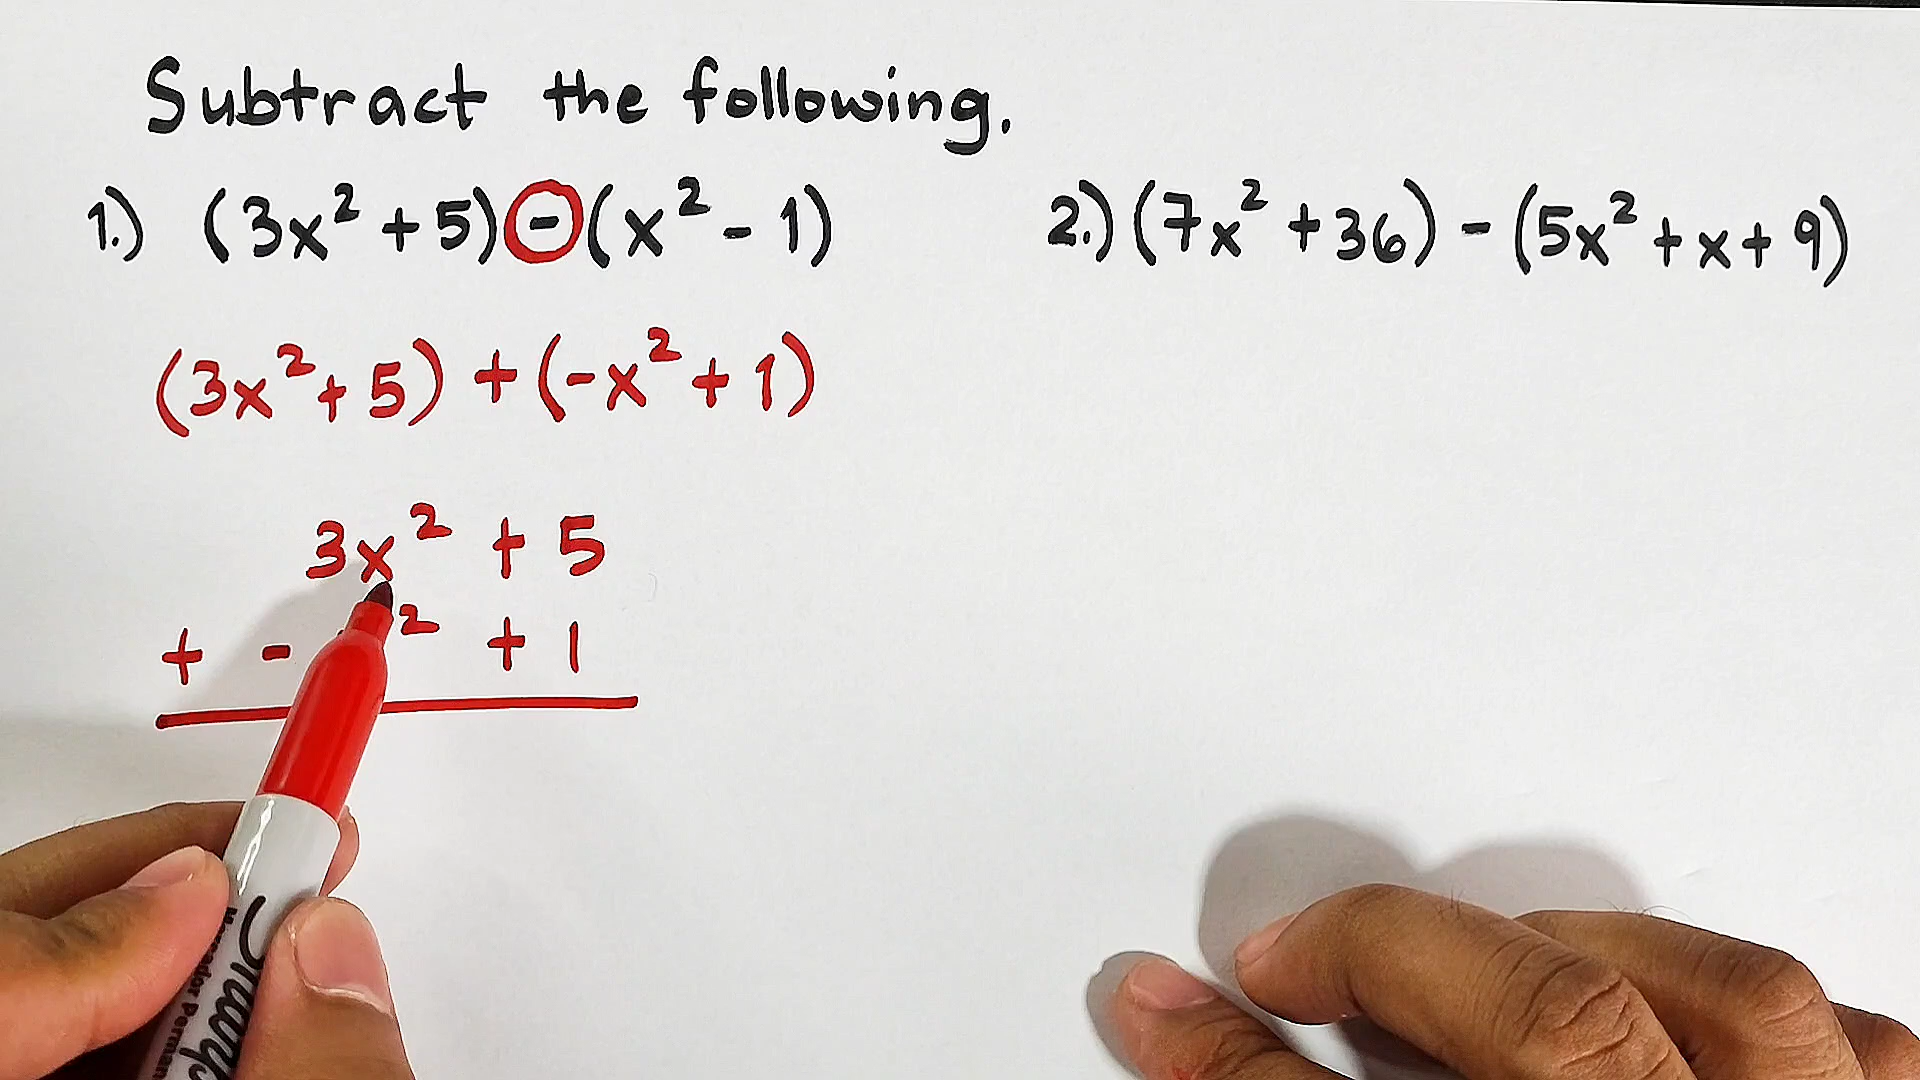 Subtract the following.
1.) (3x² + 5) - (x² - 1)
2.) (7x² + 36) - (5x² + x + 9)
(3x² + 5) + (-x² + 1)
3x² + 5
+ - ² + 1